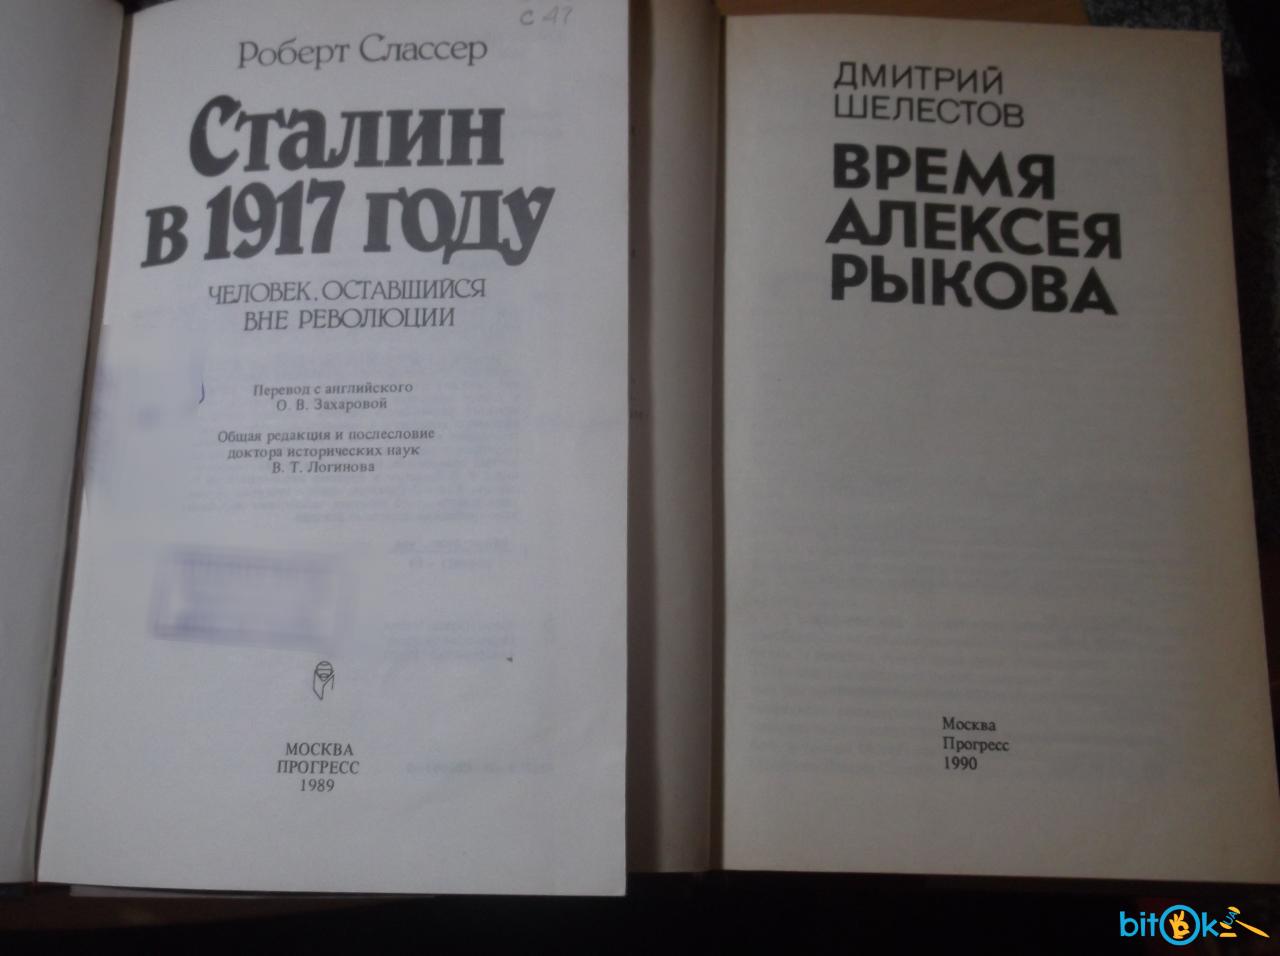 с 47
Роберт Слассер
Сталин
в 1917 году
ЧЕЛОВЕК, ОСТАВШИЙСЯ
ВНЕ РЕВОЛЮЦИИ
Перевод с английского
О. В. Захаровой
Общая редакция и послесловие
доктора исторических наук
В. Т. Логинова
МОСКВА
ПРОГРЕСС
1989
ДМИТРИЙ
ШЕЛЕСТОВ
ВРЕМЯ
АЛЕКСЕЯ
РЫКОВА
Москва
Прогресс
1990
bitOk
UA